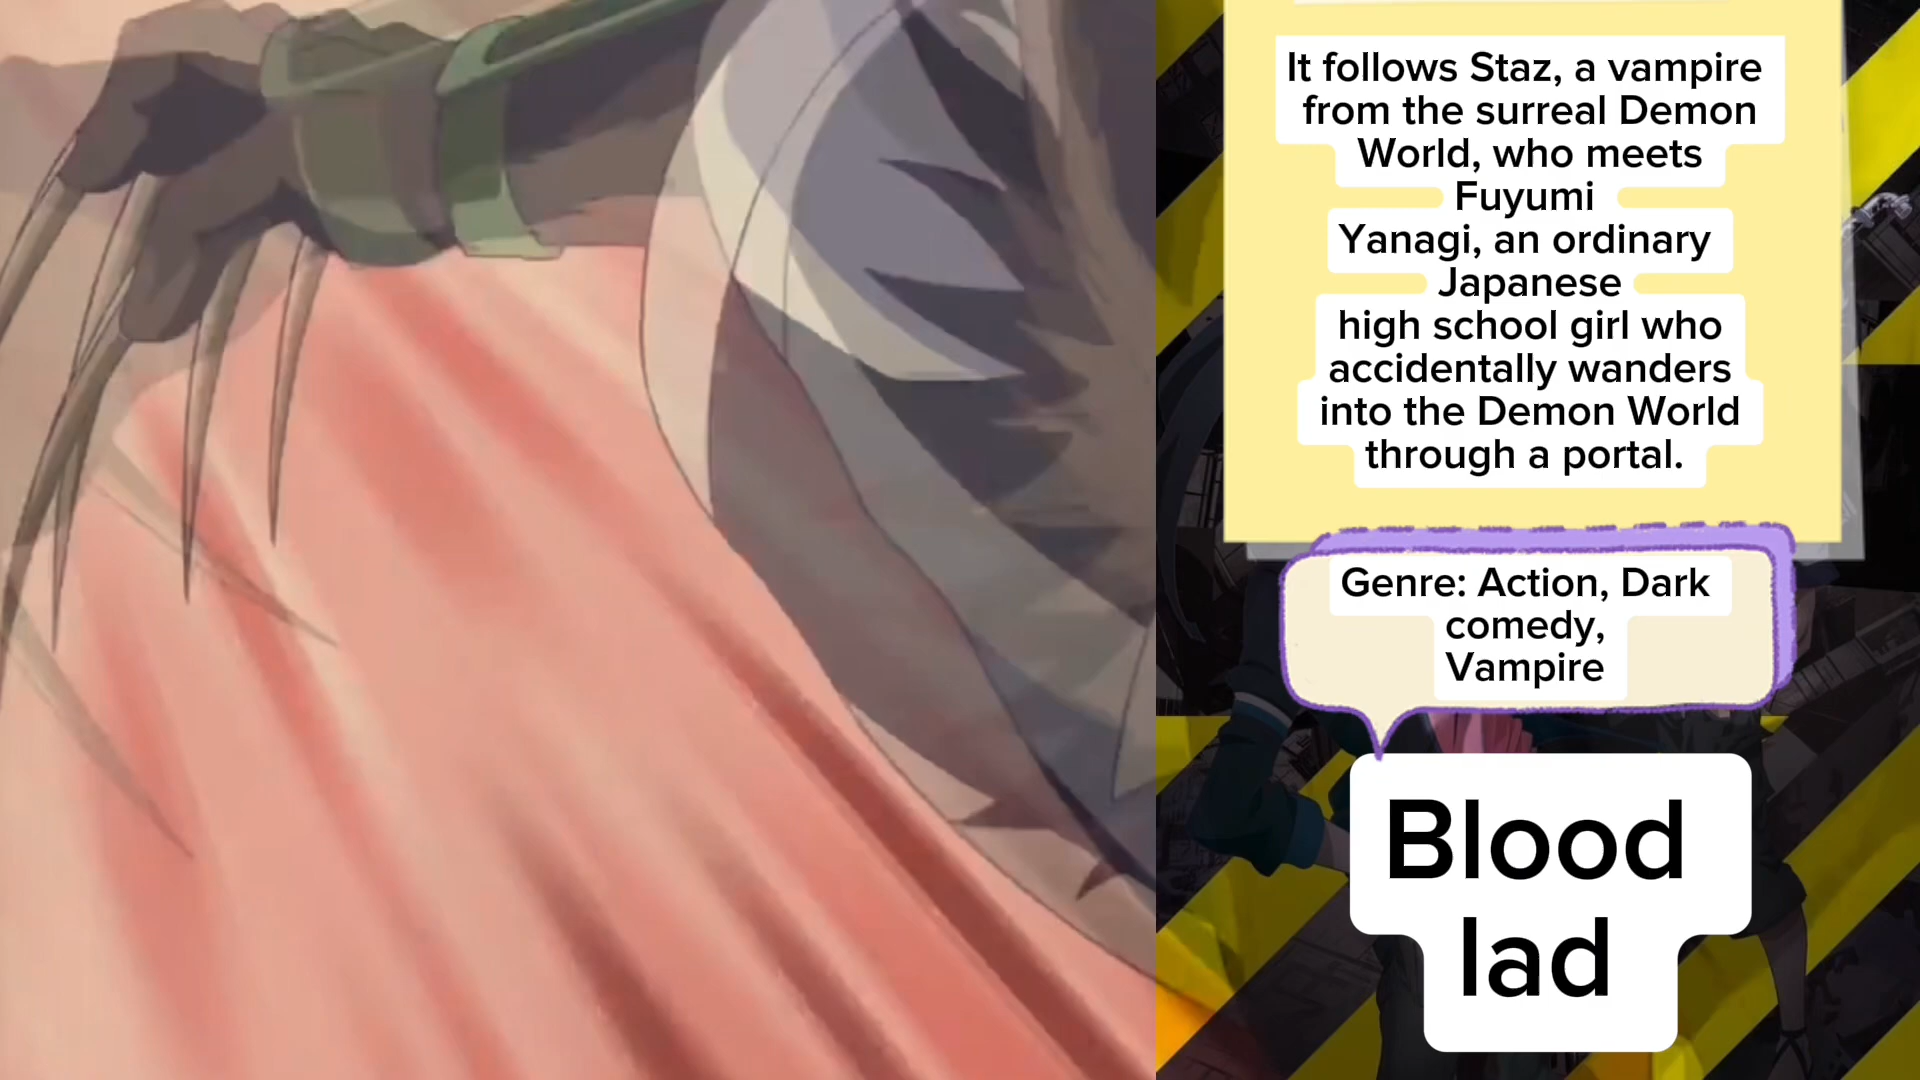 It follows Staz, a vampire
from the surreal Demon
World, who meets
Fuyumi
Yanagi, an ordinary
Japanese
high school girl who
accidentally wanders
into the Demon World
through a portal.
Genre: Action, Dark
comedy,
Vampire
Blood
lad